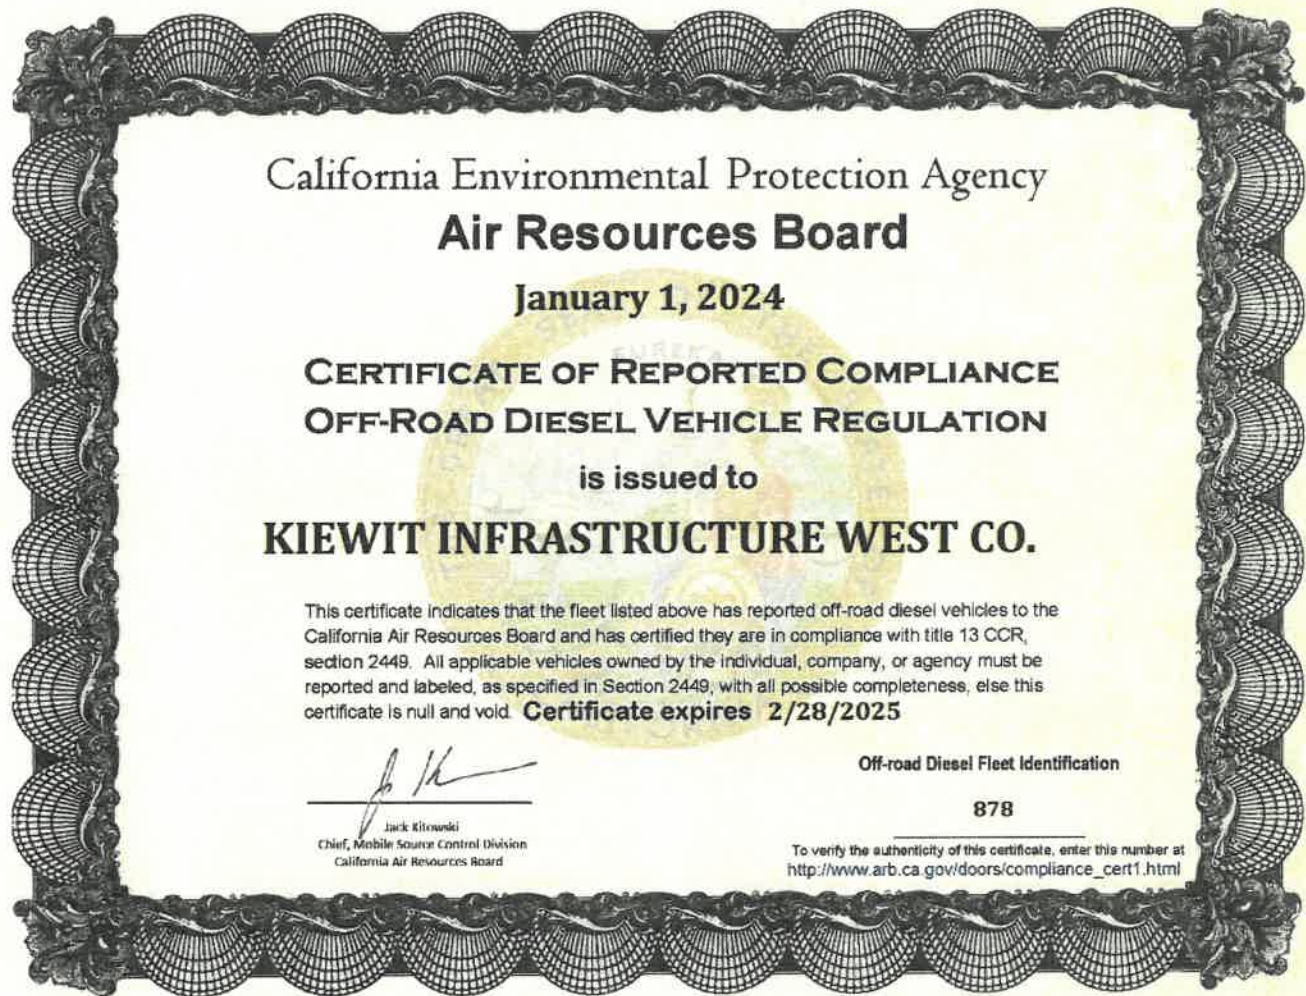 California Environmental Protection Agency
Air Resources Board
January 1, 2024
CERTIFICATE OF REPORTED COMPLIANCE
OFF-ROAD DIESEL VEHICLE REGULATION
is issued to
KIEWIT INFRASTRUCTURE WEST CO.
This certificate indicates that the fleet listed above has reported off-road diesel vehicles to the
California Air Resources Board and has certified they are in compliance with title 13 CCR,
section 2449. All applicable vehicles owned by the individual, company, or agency must be
reported and labeled, as specified in Section 2449, with all possible completeness, else this
certificate is null and void. Certificate expires 2/28/2025
Jack Kitowski
Chief, Mobile Source Control Division
California Air Resources Board
Off-road Diesel Fleet Identification
878
To verify the authenticity of this certificate, enter this number at
http://www.arb.ca.gov/doors/compliance_cert1.html
EUREKA